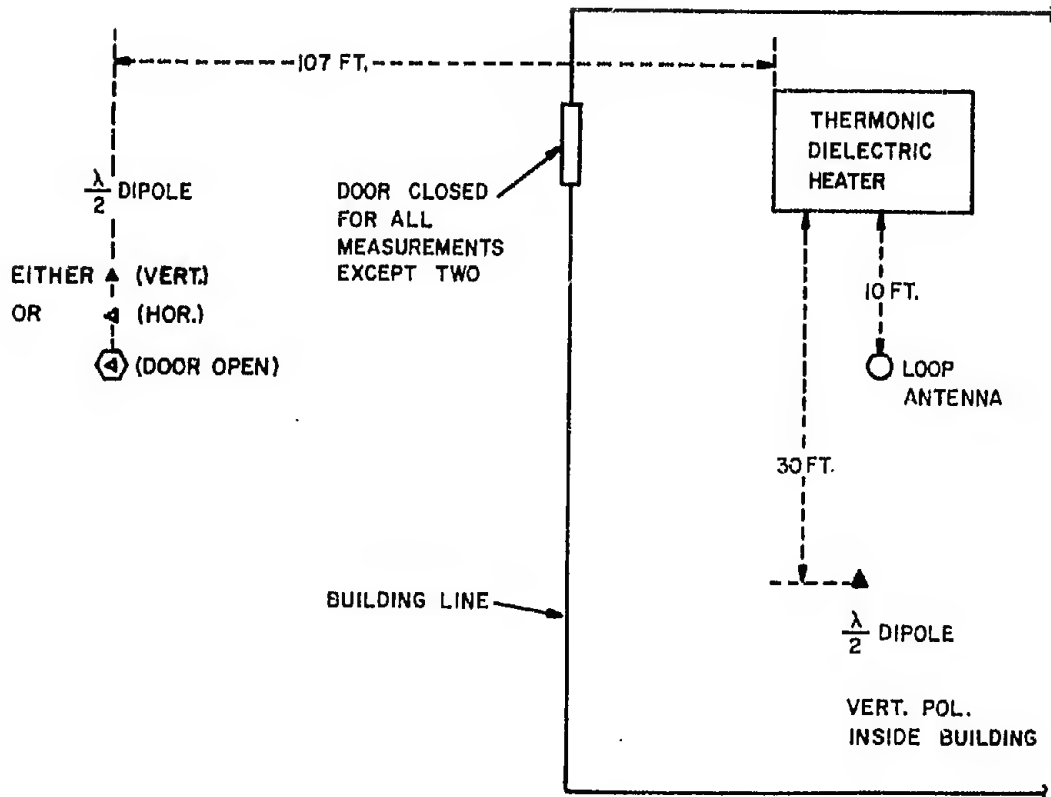 107 FT.
THERMONIC
DIELECTRIC
HEATER
λ/2 DIPOLE
DOOR CLOSED
FOR ALL
MEASUREMENTS
EXCEPT TWO
EITHER (VERT.)
OR (HOR.)
(DOOR OPEN)
10 FT.
LOOP
ANTENNA
30 FT.
BUILDING LINE
λ/2 DIPOLE
VERT. POL.
INSIDE BUILDING